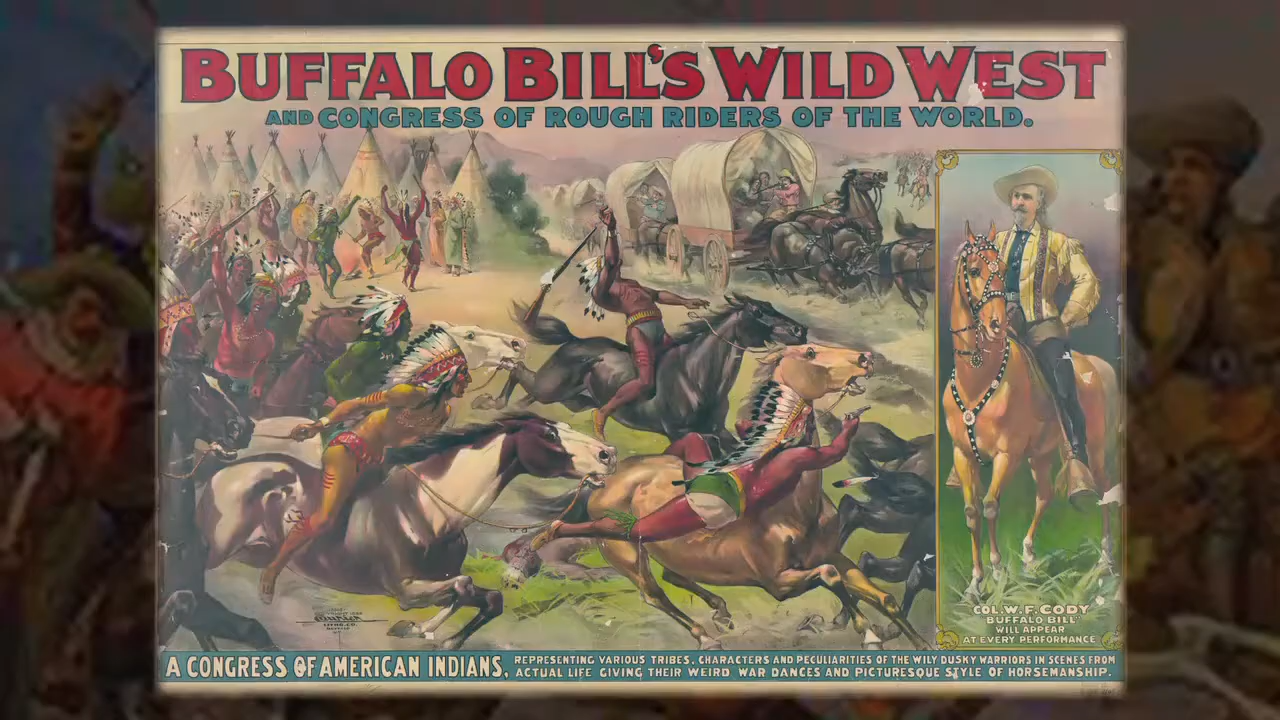 BUFFALO BILL'S WILD WEST
AND CONGRESS OF ROUGH RIDERS OF THE WORLD.
COL. W. F. CODY
"BUFFALO BILL"
WILL APPEAR
AT EVERY PERFORMANCE
LITHO. CO.
A CONGRESS OF AMERICAN INDIANS, REPRESENTING VARIOUS TRIBES, CHARACTERS AND PECULIARITIES OF THE WILY DUSKY WARRIORS IN SCENES FROM
ACTUAL LIFE GIVING THEIR WEIRD WAR DANCES AND PICTURESQUE STYLE OF HORSEMANSHIP.